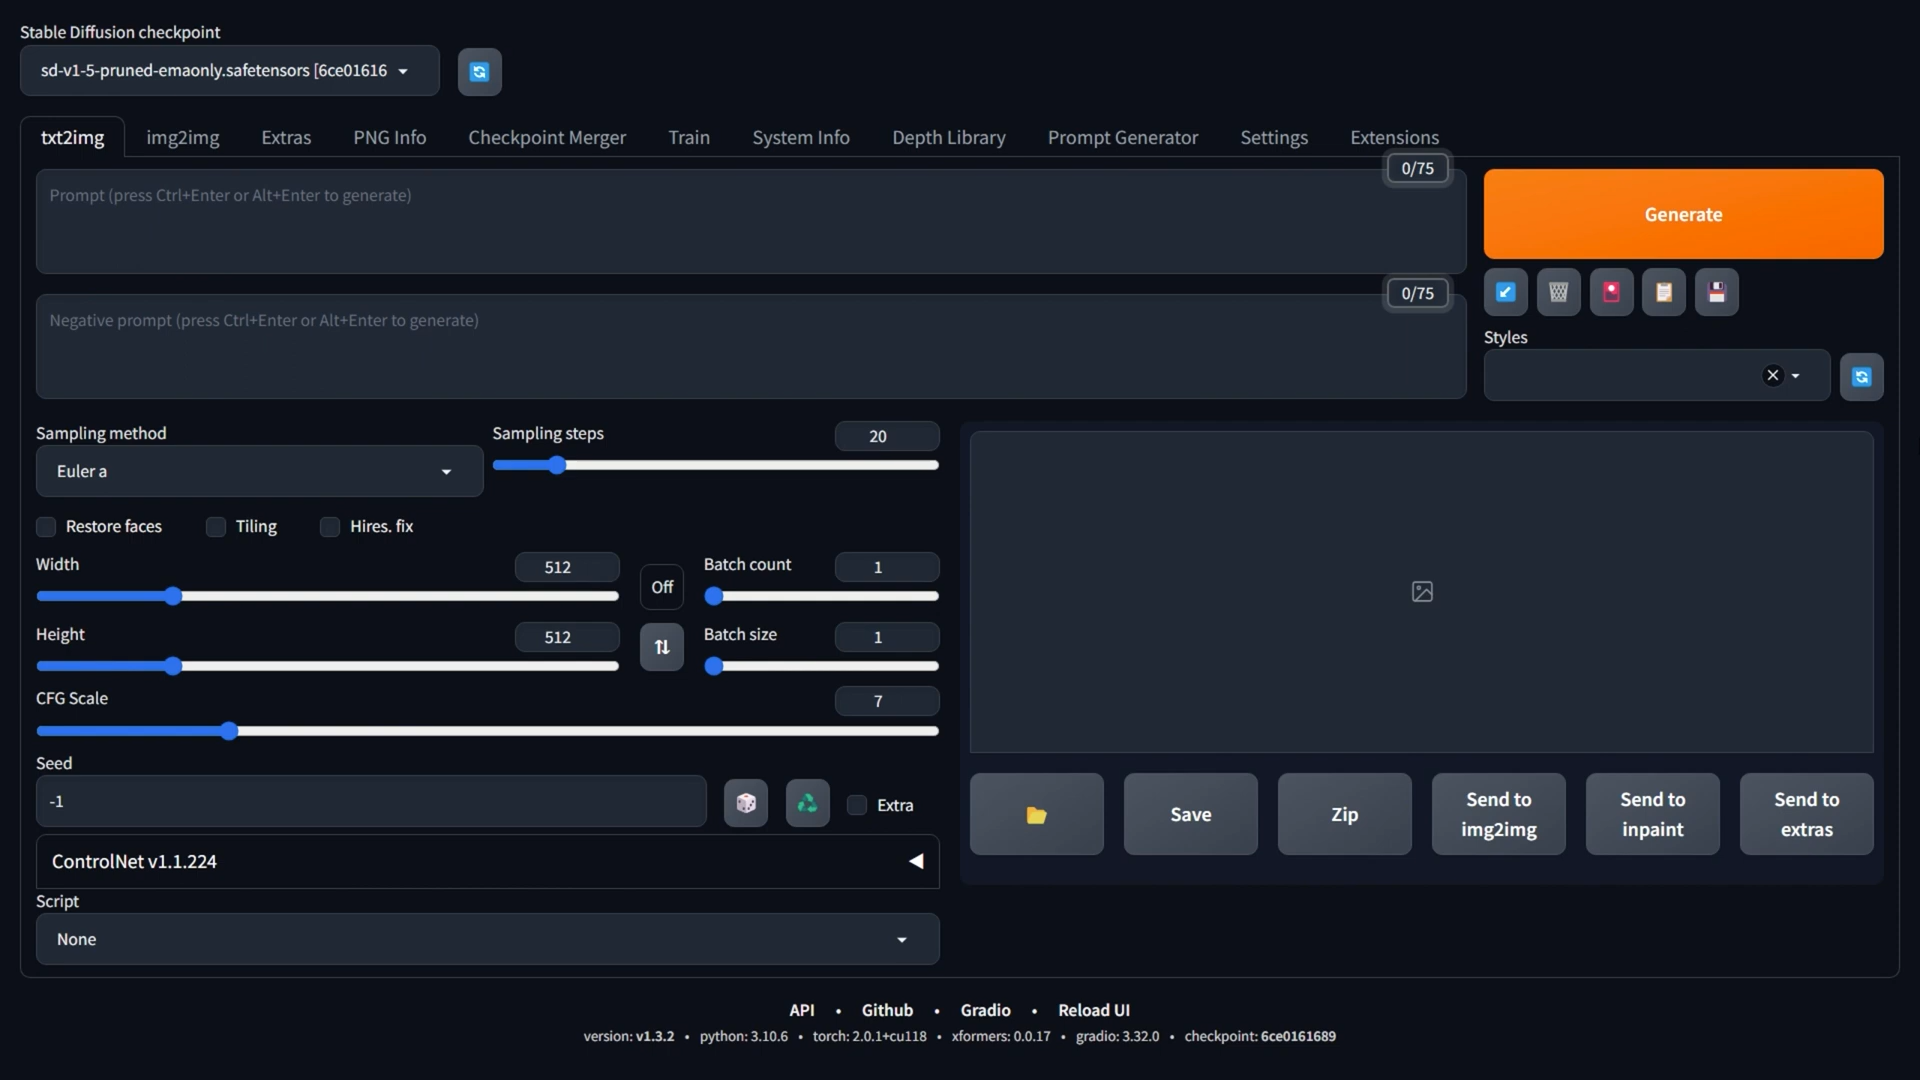 Stable Diffusion checkpoint
sd-v1-5-pruned-emaonly.safetensors [6ce01616
txt2img img2img Extras PNG Info Checkpoint Merger Train System Info Depth Library Prompt Generator Settings Extensions
0/75
Prompt (press Ctrl+Enter or Alt+Enter to generate)
Generate
0/75
Negative prompt (press Ctrl+Enter or Alt+Enter to generate)
Styles
Sampling method
Euler a
Sampling steps
20
Restore faces Tiling Hires. fix
Width
512
Off
Batch count
1
Height
512
Batch size
1
CFG Scale
7
Seed
-1
Extra
ControlNet v1.1.224
Script
None
Save
Zip
Send to
img2img
Send to
inpaint
Send to
extras
API • Github • Gradio • Reload UI
version: v1.3.2 • python: 3.10.6 • torch: 2.0.1+cu118 • xformers: 0.0.17 • gradio: 3.32.0 • checkpoint: 6ce0161689